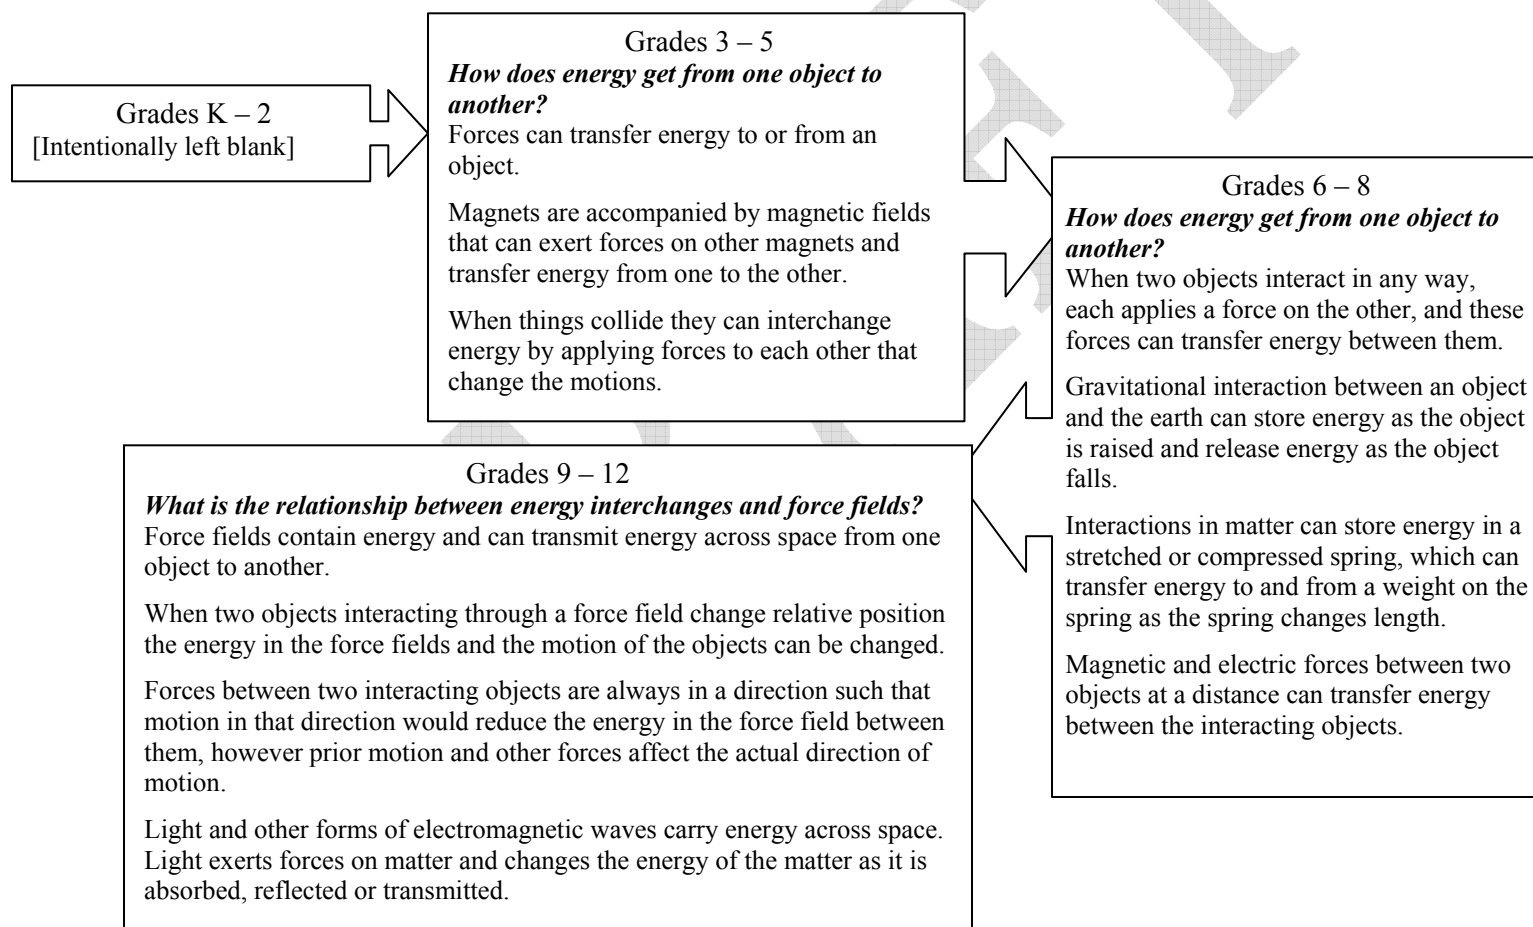 Grades K – 2
[Intentionally left blank]
Grades 3 – 5
How does energy get from one object to
another?
Forces can transfer energy to or from an
object.
Magnets are accompanied by magnetic fields
that can exert forces on other magnets and
transfer energy from one to the other.
When things collide they can interchange
energy by applying forces to each other that
change the motions.
Grades 6 – 8
How does energy get from one object to
another?
When two objects interact in any way,
each applies a force on the other, and these
forces can transfer energy between them.
Gravitational interaction between an object
and the earth can store energy as the object
is raised and release energy as the object
falls.
Interactions in matter can store energy in a
stretched or compressed spring, which can
transfer energy to and from a weight on the
spring as the spring changes length.
Magnetic and electric forces between two
objects at a distance can transfer energy
between the interacting objects.
Grades 9 – 12
What is the relationship between energy interchanges and force fields?
Force fields contain energy and can transmit energy across space from one
object to another.
When two objects interacting through a force field change relative position
the energy in the force fields and the motion of the objects can be changed.
Forces between two interacting objects are always in a direction such that
motion in that direction would reduce the energy in the force field between
them, however prior motion and other forces affect the actual direction of
motion.
Light and other forms of electromagnetic waves carry energy across space.
Light exerts forces on matter and changes the energy of the matter as it is
absorbed, reflected or transmitted.